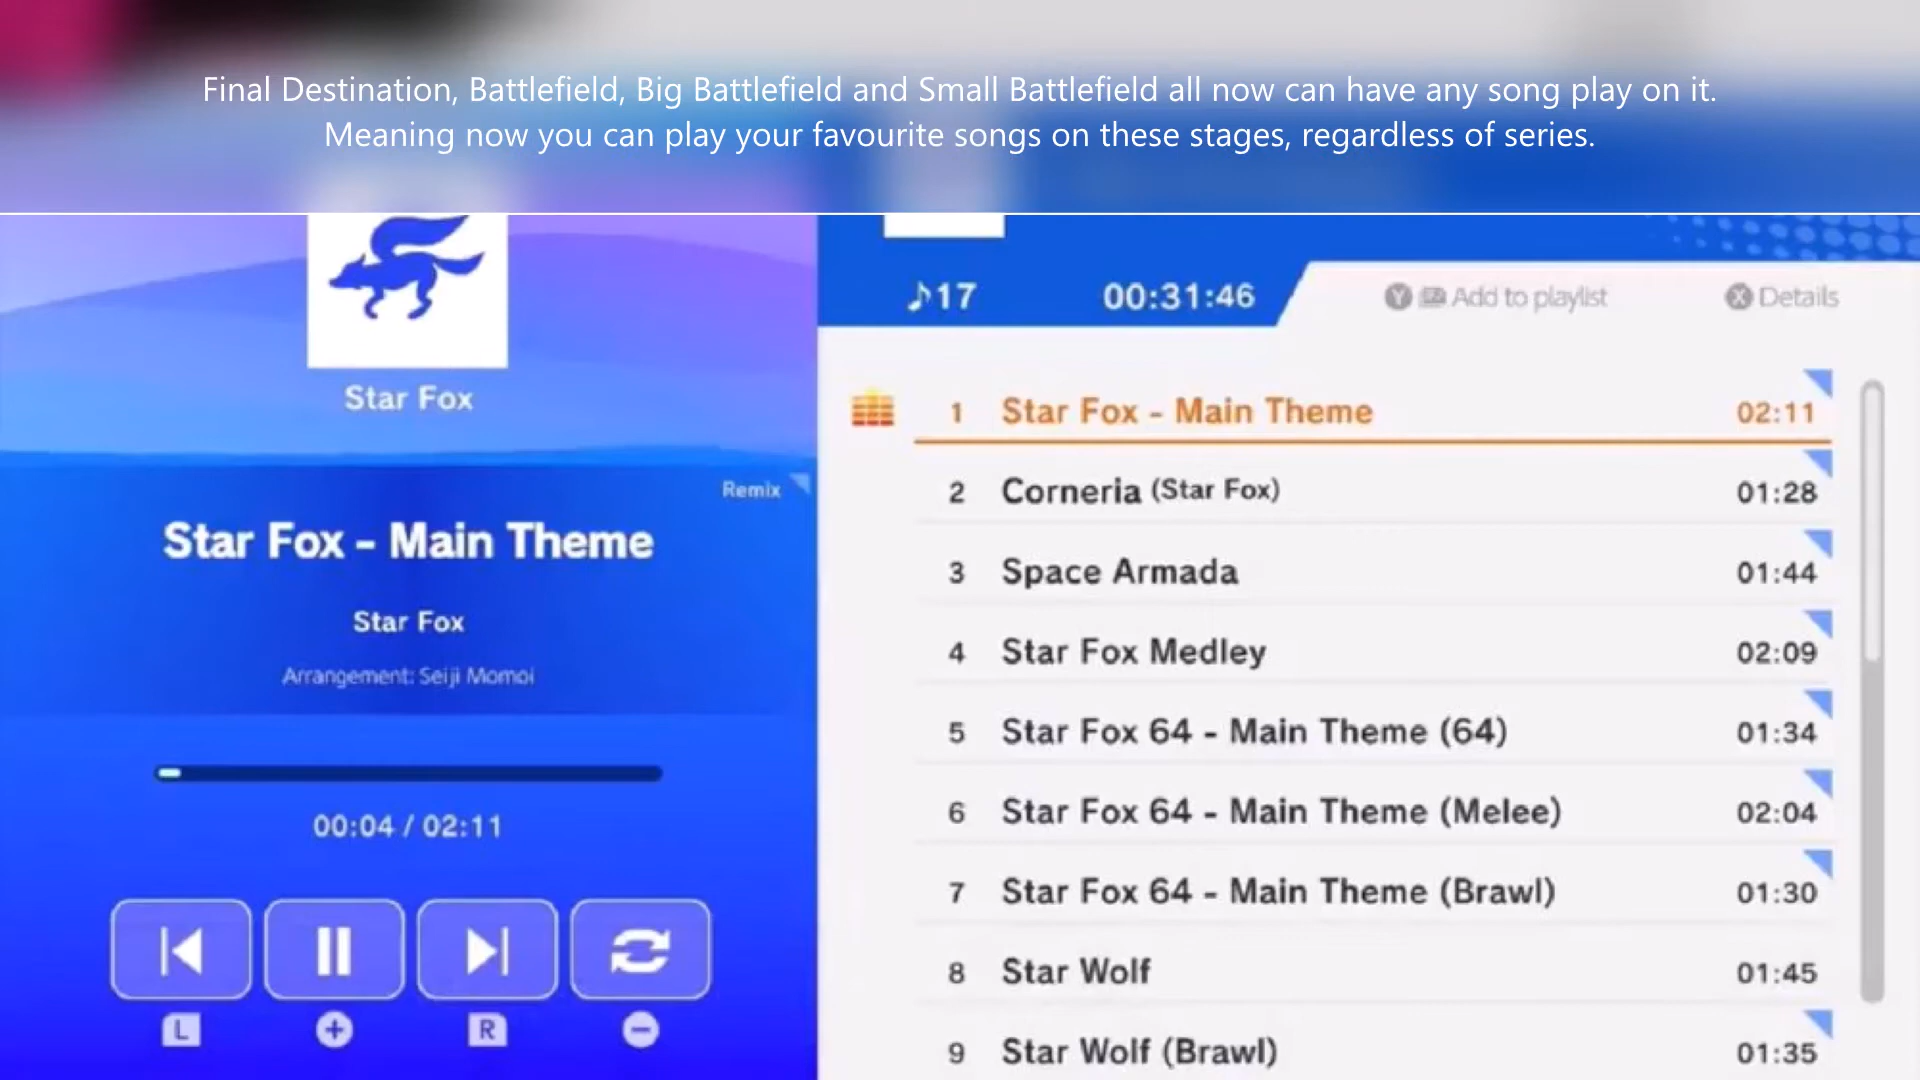 Final Destination, Battlefield, Big Battlefield and Small Battlefield all now can have any song play on it.
Meaning now you can play your favourite songs on these stages, regardless of series.
Star Fox
Remix
Star Fox - Main Theme
Star Fox
Arrangement: Seiji Momoi
00:04 / 02:11
L + R -
♪17 00:31:46 Y Add to playlist X Details
1 Star Fox - Main Theme 02:11
2 Corneria (Star Fox) 01:28
3 Space Armada 01:44
4 Star Fox Medley 02:09
5 Star Fox 64 - Main Theme (64) 01:34
6 Star Fox 64 - Main Theme (Melee) 02:04
7 Star Fox 64 - Main Theme (Brawl) 01:30
8 Star Wolf 01:45
9 Star Wolf (Brawl) 01:35